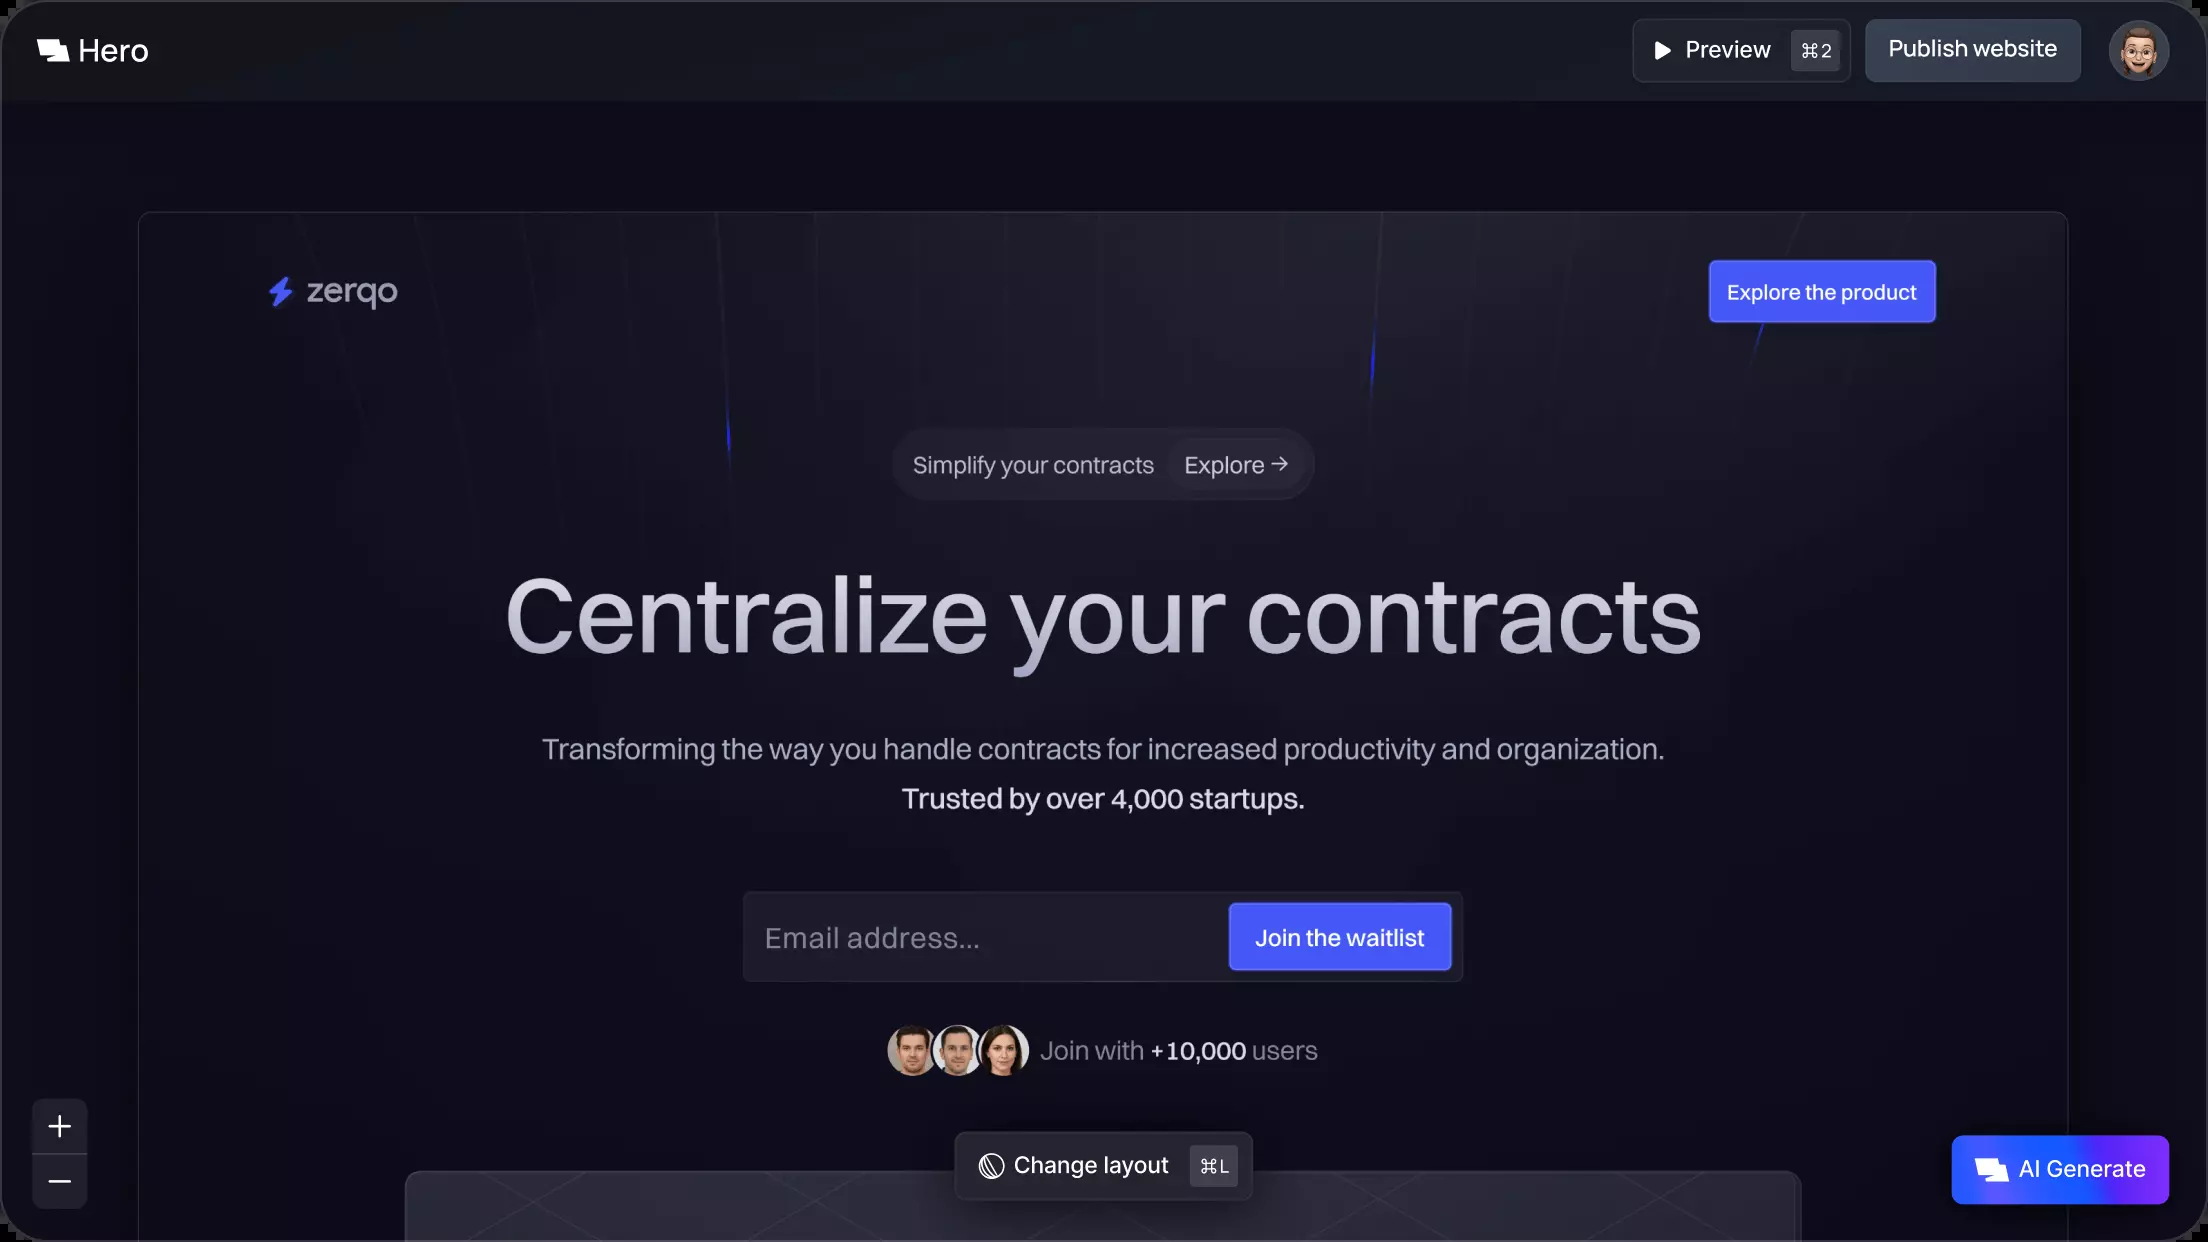 Hero
Preview ⌘2
Publish website
zerqo
Explore the product
Simplify your contracts Explore →
Centralize your contracts
Transforming the way you handle contracts for increased productivity and organization.
Trusted by over 4,000 startups.
Email address...
Join the waitlist
Join with +10,000 users
Change layout ⌘L
AI Generate